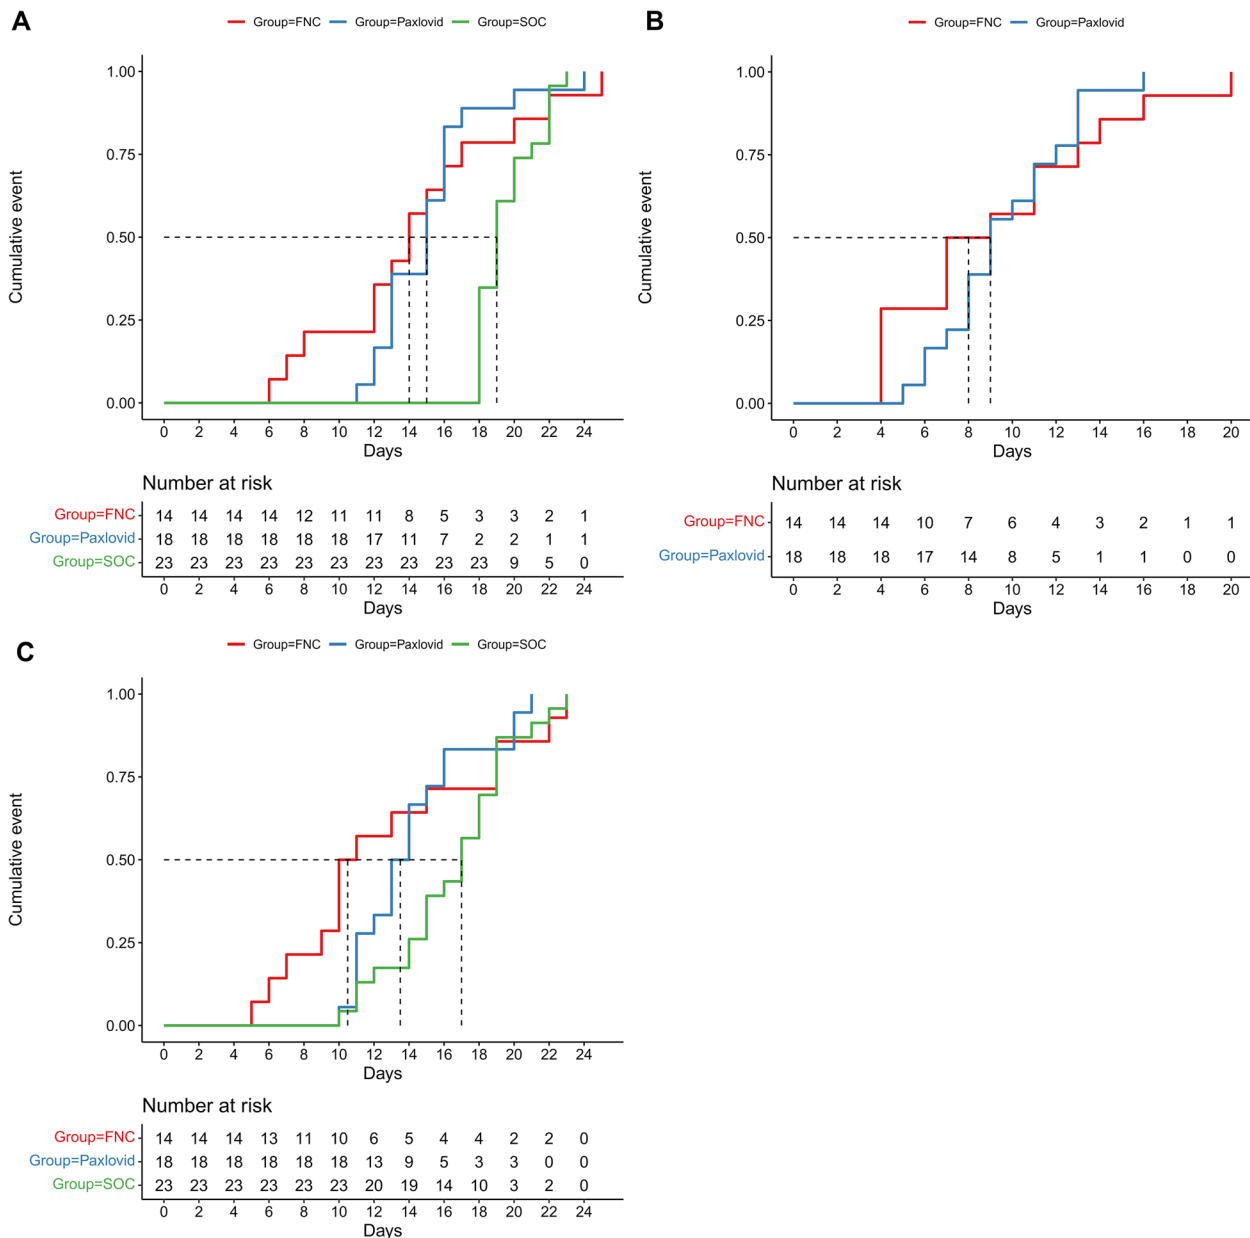 A
Group=FNC Group=Paxlovid Group=SOC
1.00
0.75
0.50
0.25
0.00
Cumulative event
0 2 4 6 8 10 12 14 16 18 20 22 24
Days
Number at risk
Group=FNC 14 14 14 14 12 11 11 8 5 3 3 2 1
Group=Paxlovid 18 18 18 18 18 18 17 11 7 2 2 1 1
Group=SOC 23 23 23 23 23 23 23 23 23 23 9 5 0
0 2 4 6 8 10 12 14 16 18 20 22 24
Days
B
Group=FNC Group=Paxlovid
1.00
0.75
0.50
0.25
0.00
Cumulative event
0 2 4 6 8 10 12 14 16 18 20
Days
Number at risk
Group=FNC 14 14 14 10 7 6 4 3 2 1 1
Group=Paxlovid 18 18 18 17 14 8 5 1 1 0 0
0 2 4 6 8 10 12 14 16 18 20
Days
C
Group=FNC Group=Paxlovid Group=SOC
1.00
0.75
0.50
0.25
0.00
Cumulative event
0 2 4 6 8 10 12 14 16 18 20 22 24
Days
Number at risk
Group=FNC 14 14 14 13 11 10 6 5 4 4 2 2 0
Group=Paxlovid 18 18 18 18 18 18 13 9 5 3 3 0 0
Group=SOC 23 23 23 23 23 23 20 19 14 10 3 2 0
0 2 4 6 8 10 12 14 16 18 20 22 24
Days